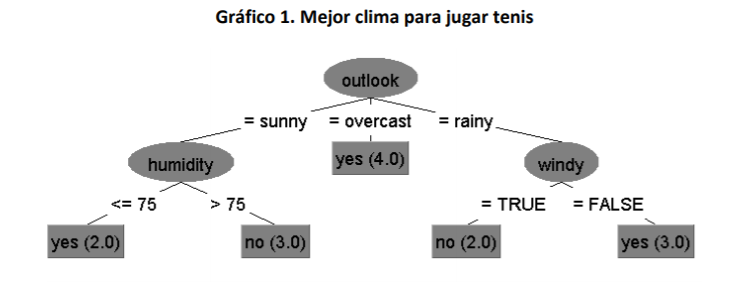 Gráfico 1. Mejor clima para jugar tenis
outlook
= sunny = overcast = rainy
humidity yes (4.0) windy
<= 75 > 75 = TRUE = FALSE
yes (2.0) no (3.0) no (2.0) yes (3.0)